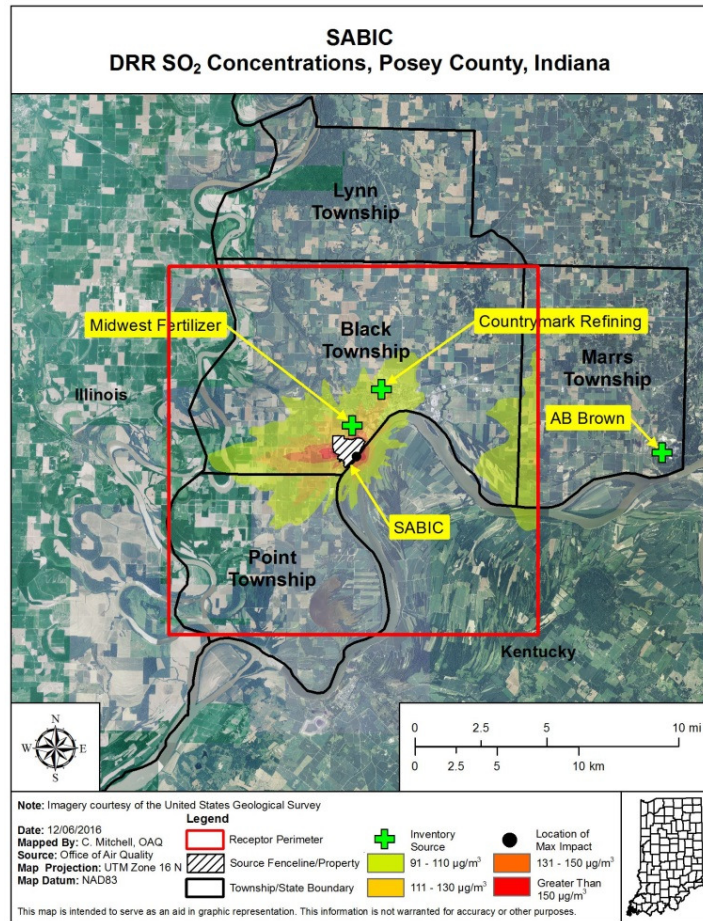 SABIC
DRR SO₂ Concentrations, Posey County, Indiana
Lynn
Township
Midwest Fertilizer
Black
Township
Countrymark Refining
Marrs
Township
Illinois
AB Brown
SABIC
Point
Township
Kentucky
N
W
E
S
0 2.5 5 10 mi
0 2.5 5 10 km
Note: Imagery courtesy of the United States Geological Survey
Date: 12/06/2016
Mapped By: C. Mitchell, OAQ
Source: Office of Air Quality
Map Projection: UTM Zone 16 N
Map Datum: NAD83
Legend
Receptor Perimeter
Source Fenceline/Property
Township/State Boundary
Inventory
Source
91 - 110 µg/m³
111 - 130 µg/m³
Location of
Max Impact
131 - 150 µg/m³
Greater Than
150 µg/m³
This map is intended to serve as an aid in graphic representation. This information is not warranted for accuracy or other purposes.